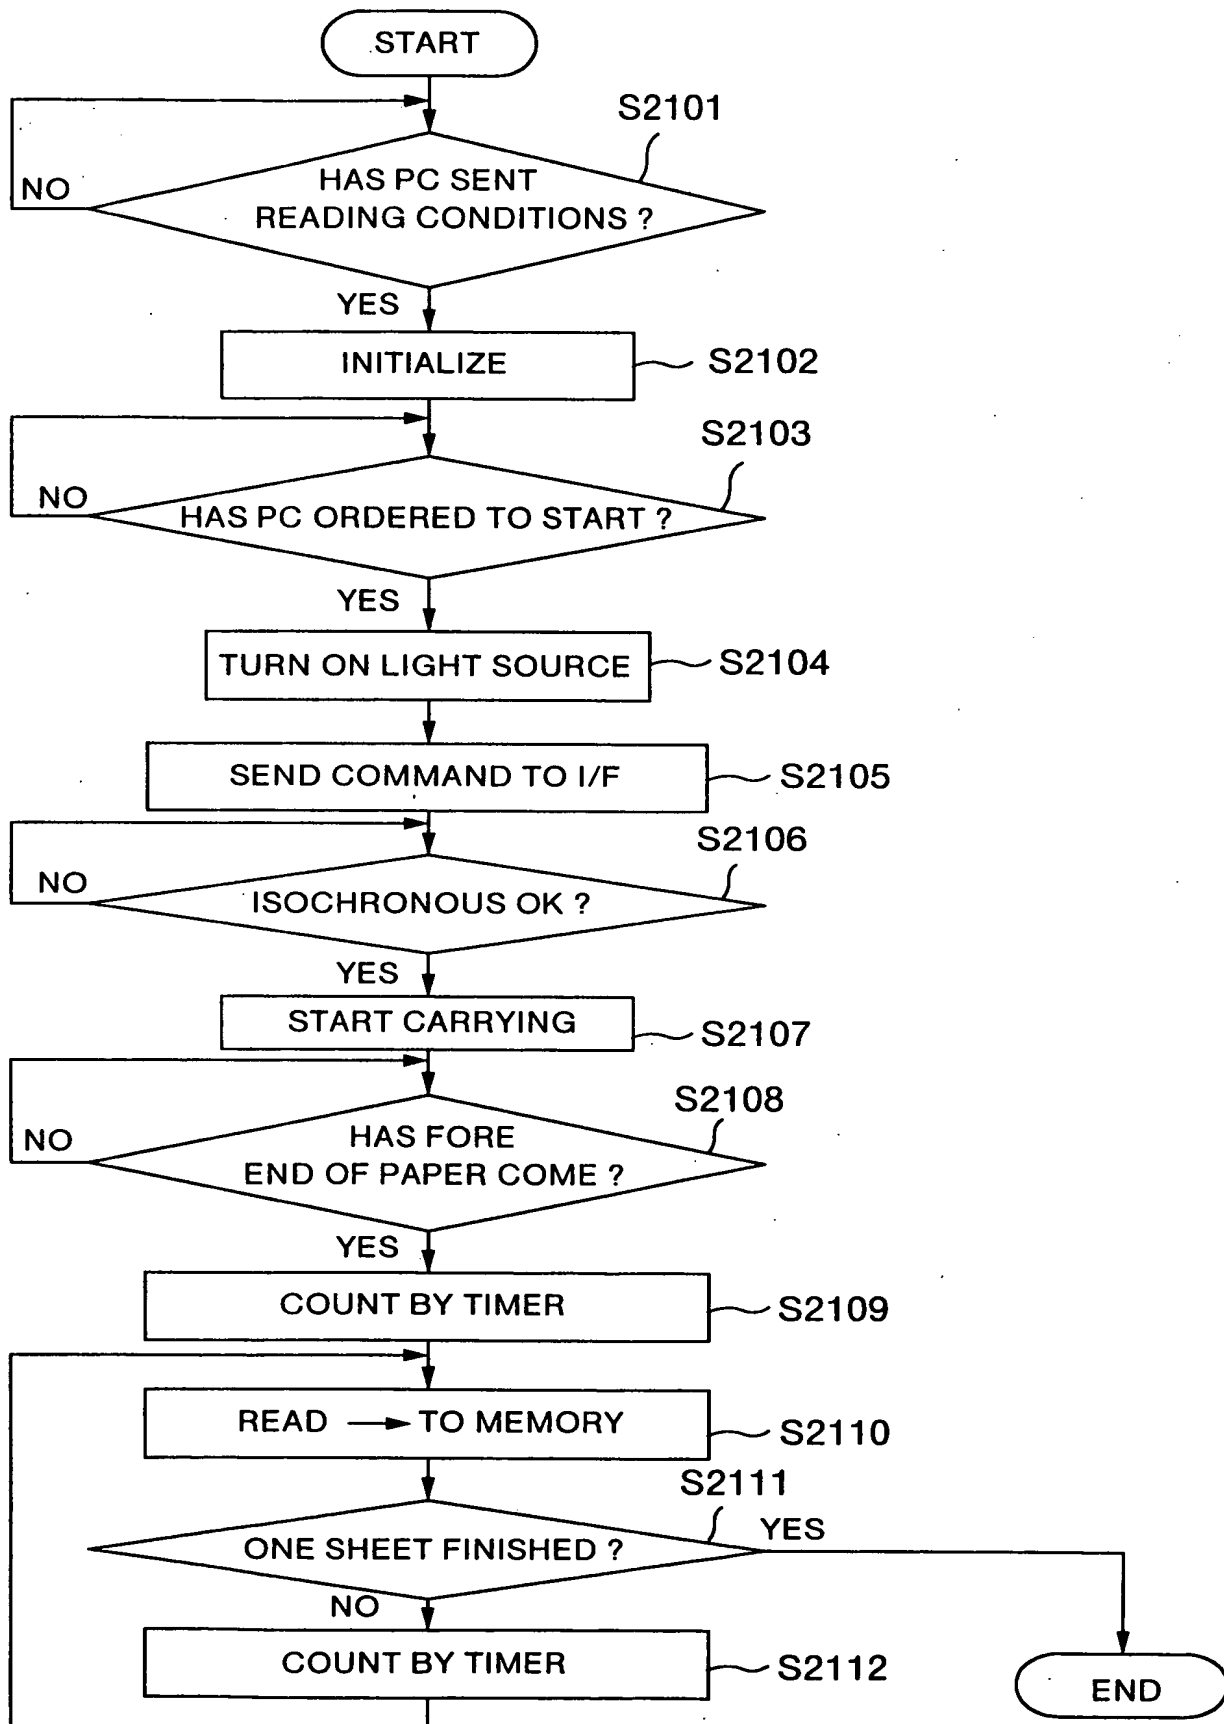 START
S2101
HAS PC SENT
READING CONDITIONS ?
NO
YES
INITIALIZE
S2102
S2103
NO
HAS PC ORDERED TO START ?
YES
TURN ON LIGHT SOURCE
S2104
SEND COMMAND TO I/F
S2105
S2106
NO
ISOCHRONOUS OK ?
YES
START CARRYING
S2107
S2108
NO
HAS FORE
END OF PAPER COME ?
YES
COUNT BY TIMER
S2109
READ → TO MEMORY
S2110
S2111
ONE SHEET FINISHED ?
YES
NO
COUNT BY TIMER
S2112
END